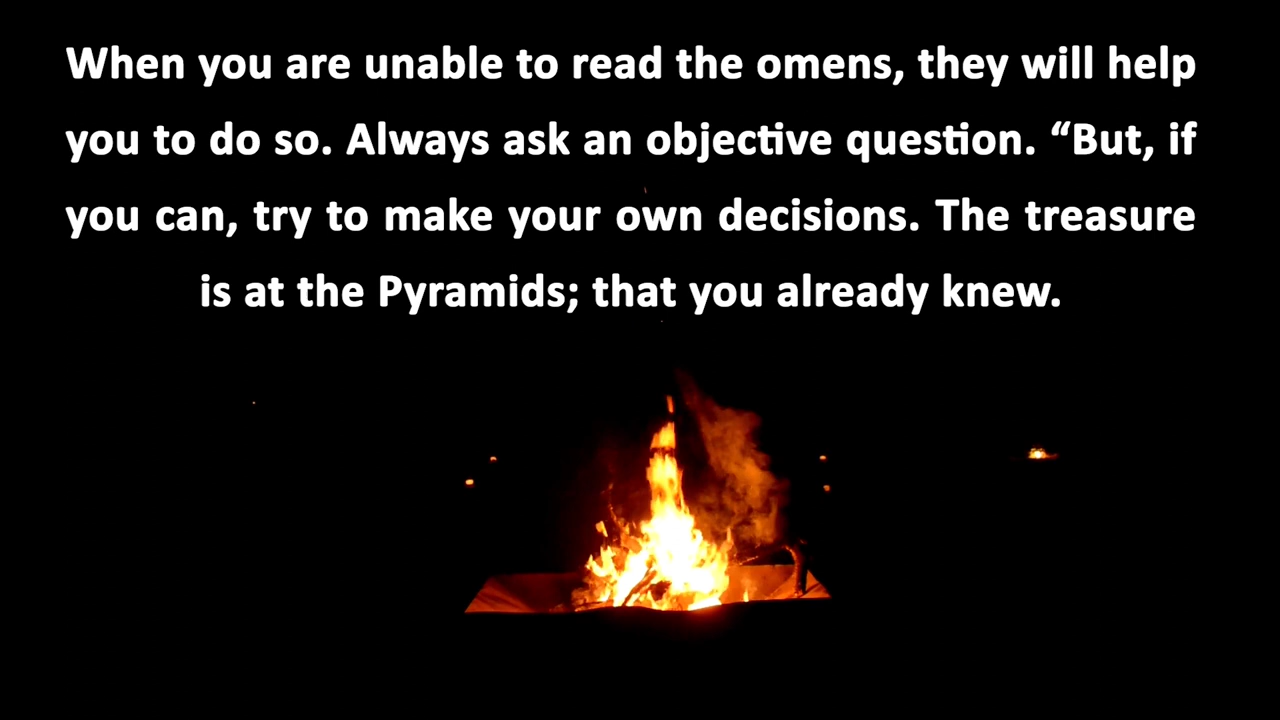 When you are unable to read the omens, they will help
you to do so. Always ask an objective question. “But, if
you can, try to make your own decisions. The treasure
is at the Pyramids; that you already knew.